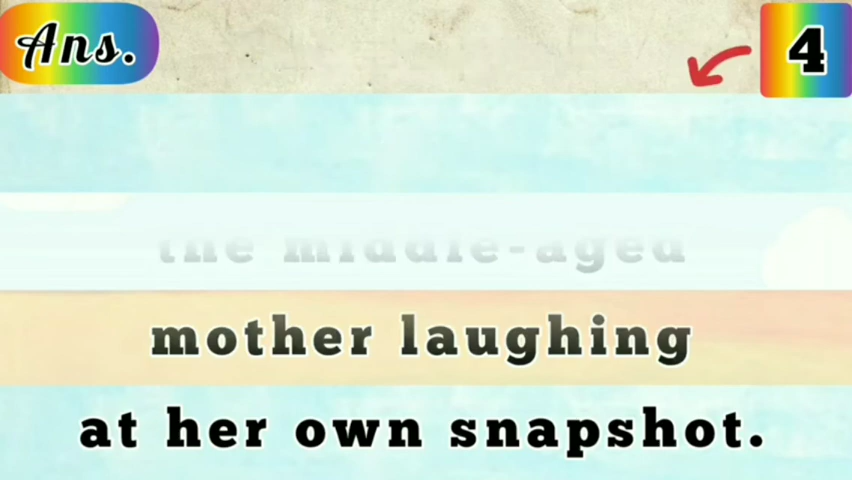 Ans.
4
the middle-aged
mother laughing
at her own snapshot.